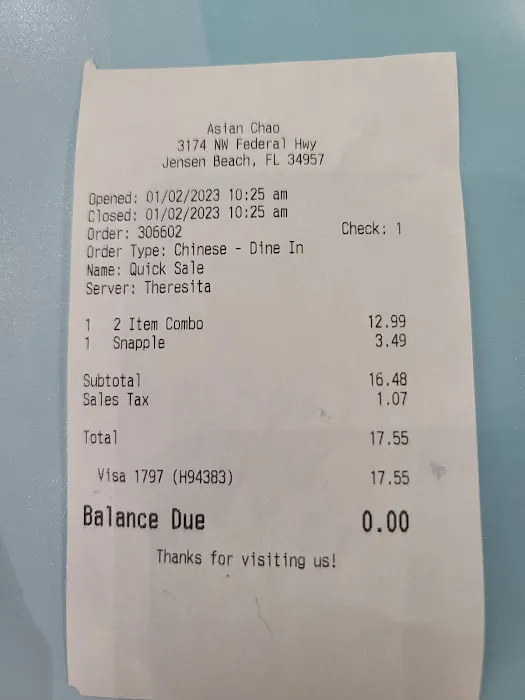 Asian Chao
3174 NW Federal Hwy
Jensen Beach, FL 34957
Opened: 01/02/2023 10:25 am
Closed: 01/02/2023 10:25 am
Order: 306602 Check: 1
Order Type: Chinese - Dine In
Name: Quick Sale
Server: Theresita
1 2 Item Combo 12.99
1 Snapple 3.49
Subtotal 16.48
Sales Tax 1.07
Total 17.55
Visa 1797 (H94383) 17.55
Balance Due 0.00
Thanks for visiting us!